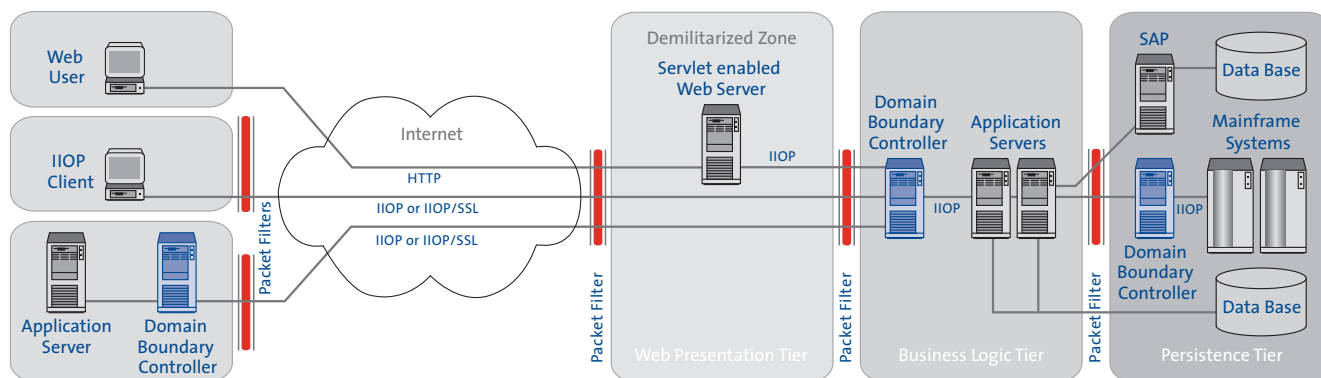 Web
User
IIOP
Client
Application
Server
Domain
Boundary
Controller
Packet Filters
Internet
HTTP
IIOP or IIOP/SSL
IIOP or IIOP/SSL
Packet Filter
Demilitarized Zone
Servlet enabled
Web Server
IIOP
Web Presentation Tier
Packet Filter
Domain
Boundary
Controller
IIOP
Application
Servers
Business Logic Tier
Packet Filter
SAP
Data Base
Mainframe
Systems
IIOP
Domain
Boundary
Controller
Data Base
Persistence Tier